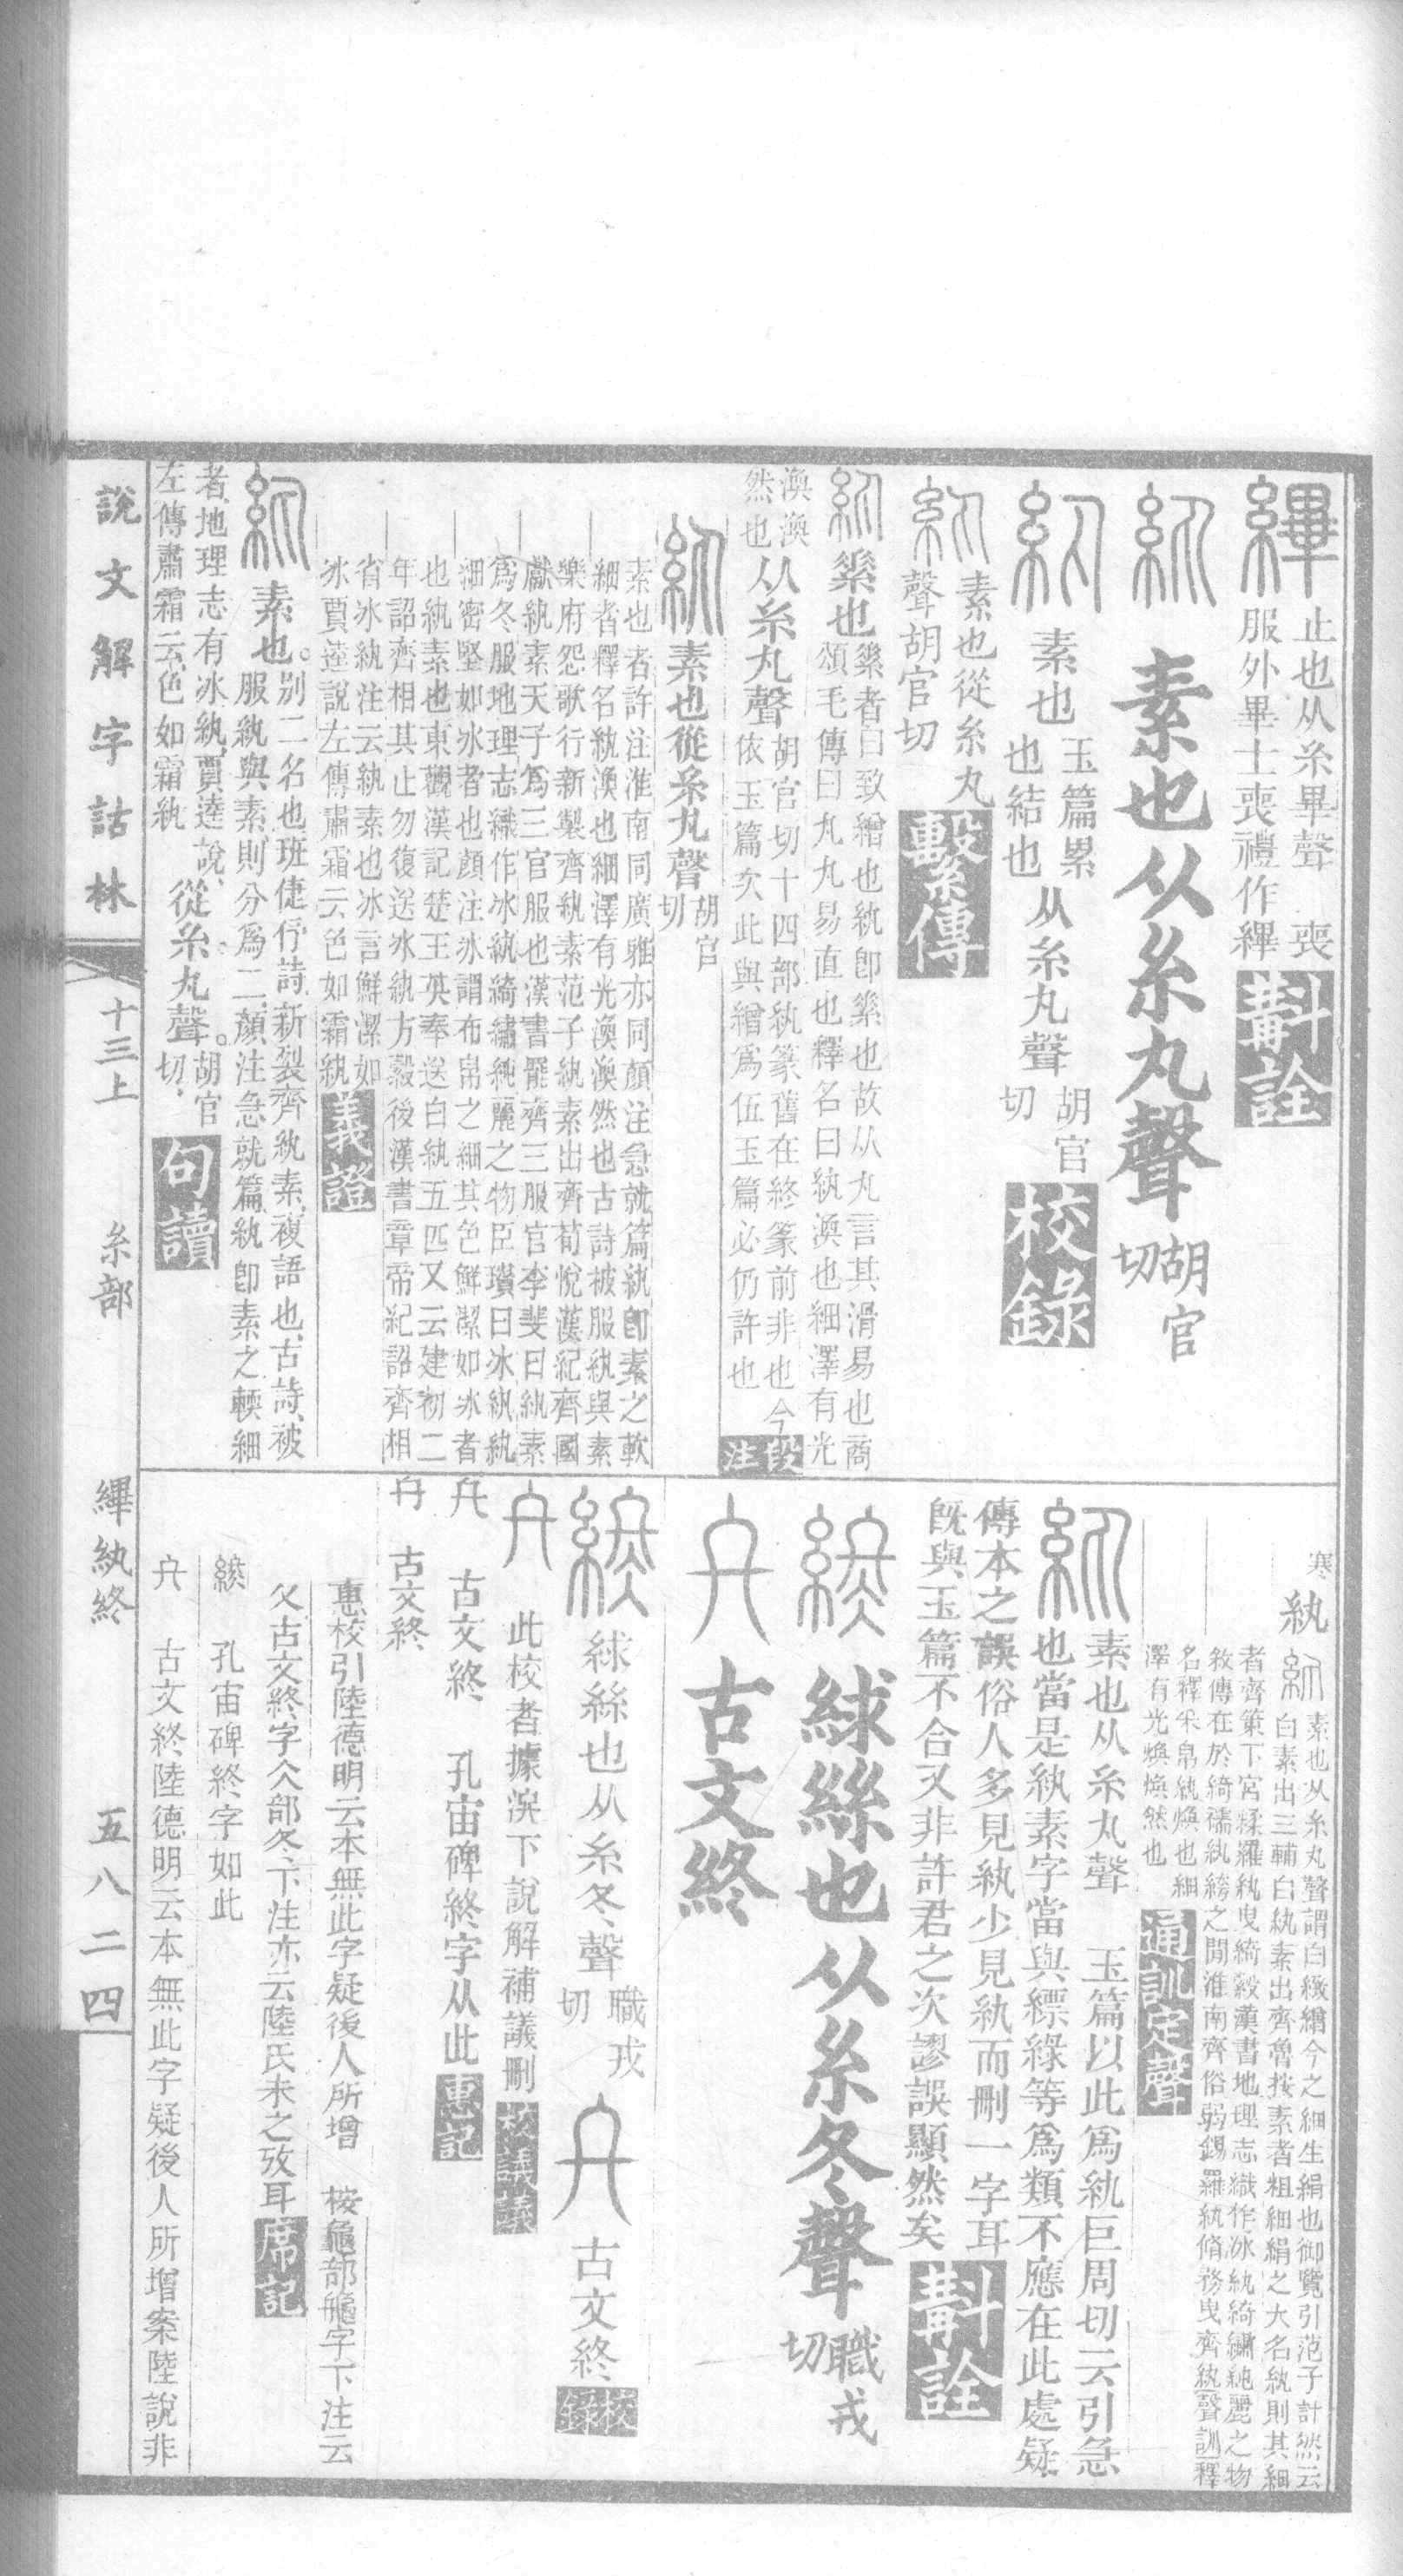 繹止也从糸畢聲 喪
服外畢士喪禮作繹斠詮
紈 素也从糸丸聲胡官切
紈 素也玉篇累也結也从糸丸聲胡官切校錄
紈素也從糸丸
聲胡官切繫傳
紈 粲也粲者曰致繒也紈卽粲也故从丸言其滑易也商
頌毛傳曰丸丸易直也釋名曰紈渙也細澤有光
渙渙然也从糸丸聲胡官切十四部紈篆舊在終篆前非也今
依玉篇次此與繒爲伍玉篇必仍許也段注
紈素也從糸丸聲胡官切
素也者許注淮南同廣雅亦同顏注急就篇紈卽素之軟
細者釋名紈渙也細澤有光渙渙然也古詩被服紈與素
樂府怨歌行新製齊紈素范子紈素出齊荀悅漢紀齊國
獻紈素天子爲三官服也漢書罷齊三服官李斐曰紈素
爲冬服地理志織作冰紈綺繡純麗之物臣瓚曰冰紈紈
細密堅如冰者也顏注冰謂布帛之細其色鮮潔如冰者
也紈素也東觀漢記楚王英奉送白紈五匹又云建初二
年詔齊相其止勿復送冰紈方縠後漢書章帝紀詔齊相
省冰紈注云紈素也冰言鮮潔如
冰賈逵說左傳肅霜云色如霜紈義證
紈 素也。別二名也班倢伃詩新裂齊紈素複語也古詩被
服紈與素則分爲二顏注急就篇紈卽素之輭細
者地理志有冰紈賈逵說
左傳肅霜云色如霜紈從糸丸聲。胡官切句讀
寒
紈
紈素也从糸丸聲謂白緻繒今之細生絹也御覽引范子計然云
白素出三輔白紈素出齊魯按素者粗細絹之大名紈則其細
者齊策下宮糅羅紈曳綺縠漢書地理志織作冰紈綺繡純麗之物
敘傳在於綺襦紈絝之閒淮南齊俗弱緆羅紈脩務曳齊紈聲訓釋
名釋采帛紈煥也細
澤有光煥煥然也通訓定聲
紈素也从糸丸聲 玉篇以此爲紈巨周切云引急
也當是紈素字當與縹綠等爲類不應在此處疑
傳本之誤俗人多見紈少見紈而刪一字耳
旣與玉篇不合又非許君之次謬誤顯然矣斠詮
終 絿絲也从糸冬聲職戎切
古文終
終 絿絲也从糸冬聲職戎切
古文終校錄
此校者據演下說解補議刪校議議
古文終 孔宙碑終字从此惠記
古文終
惠校引陸德明云本無此字疑後人所增 桉龜部𪚰字下注云
夂古文終字仌部冬下注亦云陸氏未之攷耳席記
終 孔宙碑終字如此
古文終陸德明云本無此字疑後人所增案陸說非
說文解字詁林
十三上
糸部
繹紈終
五八二四